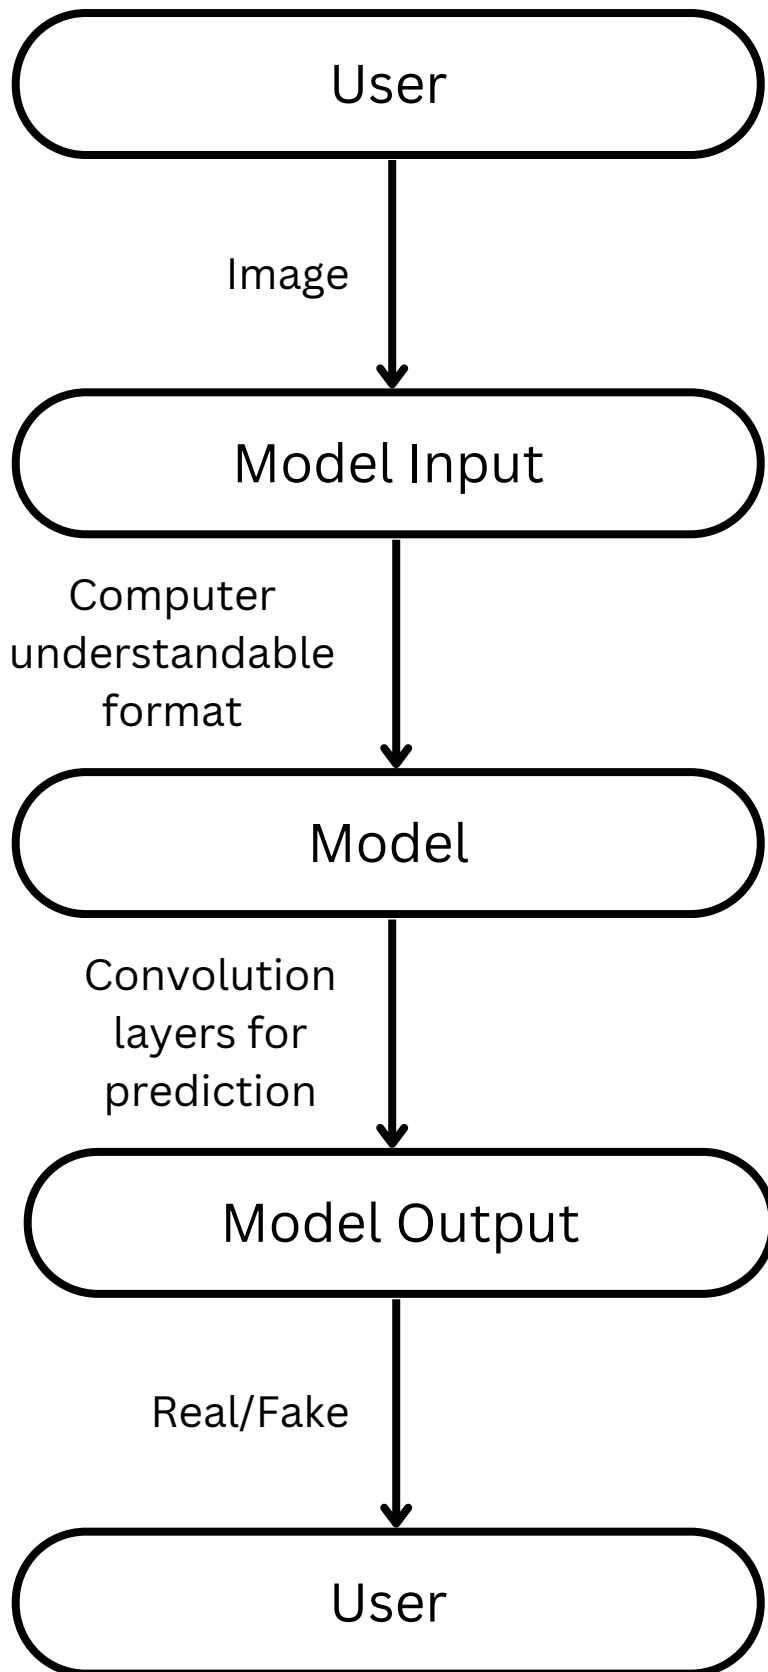 User
Image
Model Input
Computer
understandable
format
Model
Convolution
layers for
prediction
Model Output
Real/Fake
User